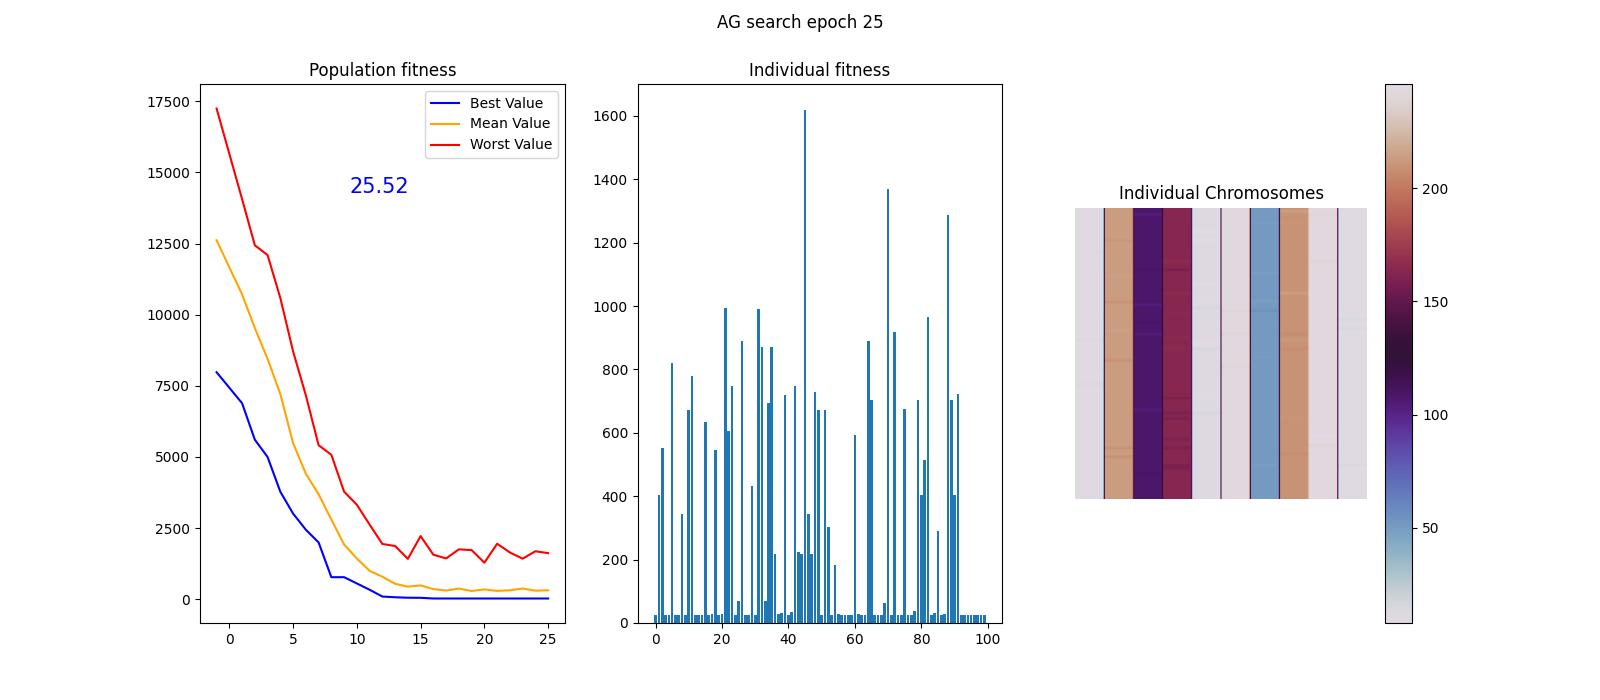 AG search epoch 25
Population fitness
17500
15000
12500
10000
7500
5000
2500
0
0 5 10 15 20 25
Best Value
Mean Value
Worst Value
25.52
Individual fitness
1600
1400
1200
1000
800
600
400
200
0
0 20 40 60 80 100
Individual Chromosomes
200
150
100
50